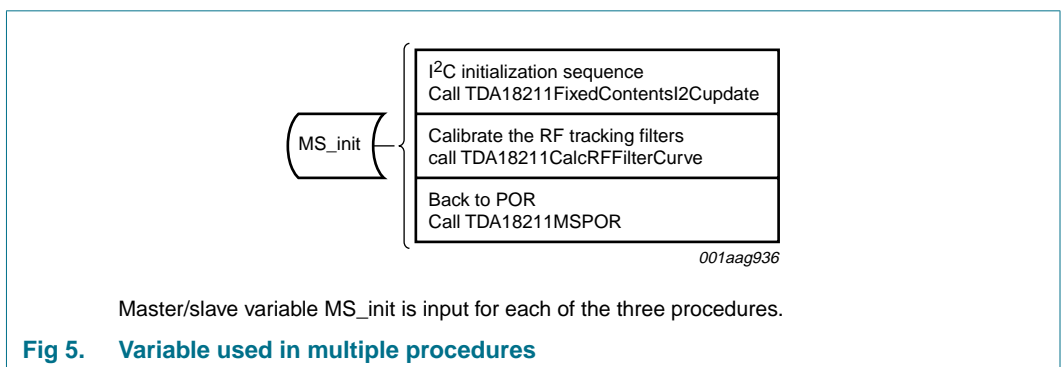 I²C initialization sequence
Call TDA18211FixedContentsI2Cupdate
MS_init
Calibrate the RF tracking filters
call TDA18211CalcRFFilterCurve
Back to POR
Call TDA18211MSPOR
001aag936
Master/slave variable MS_init is input for each of the three procedures.
Fig 5. Variable used in multiple procedures